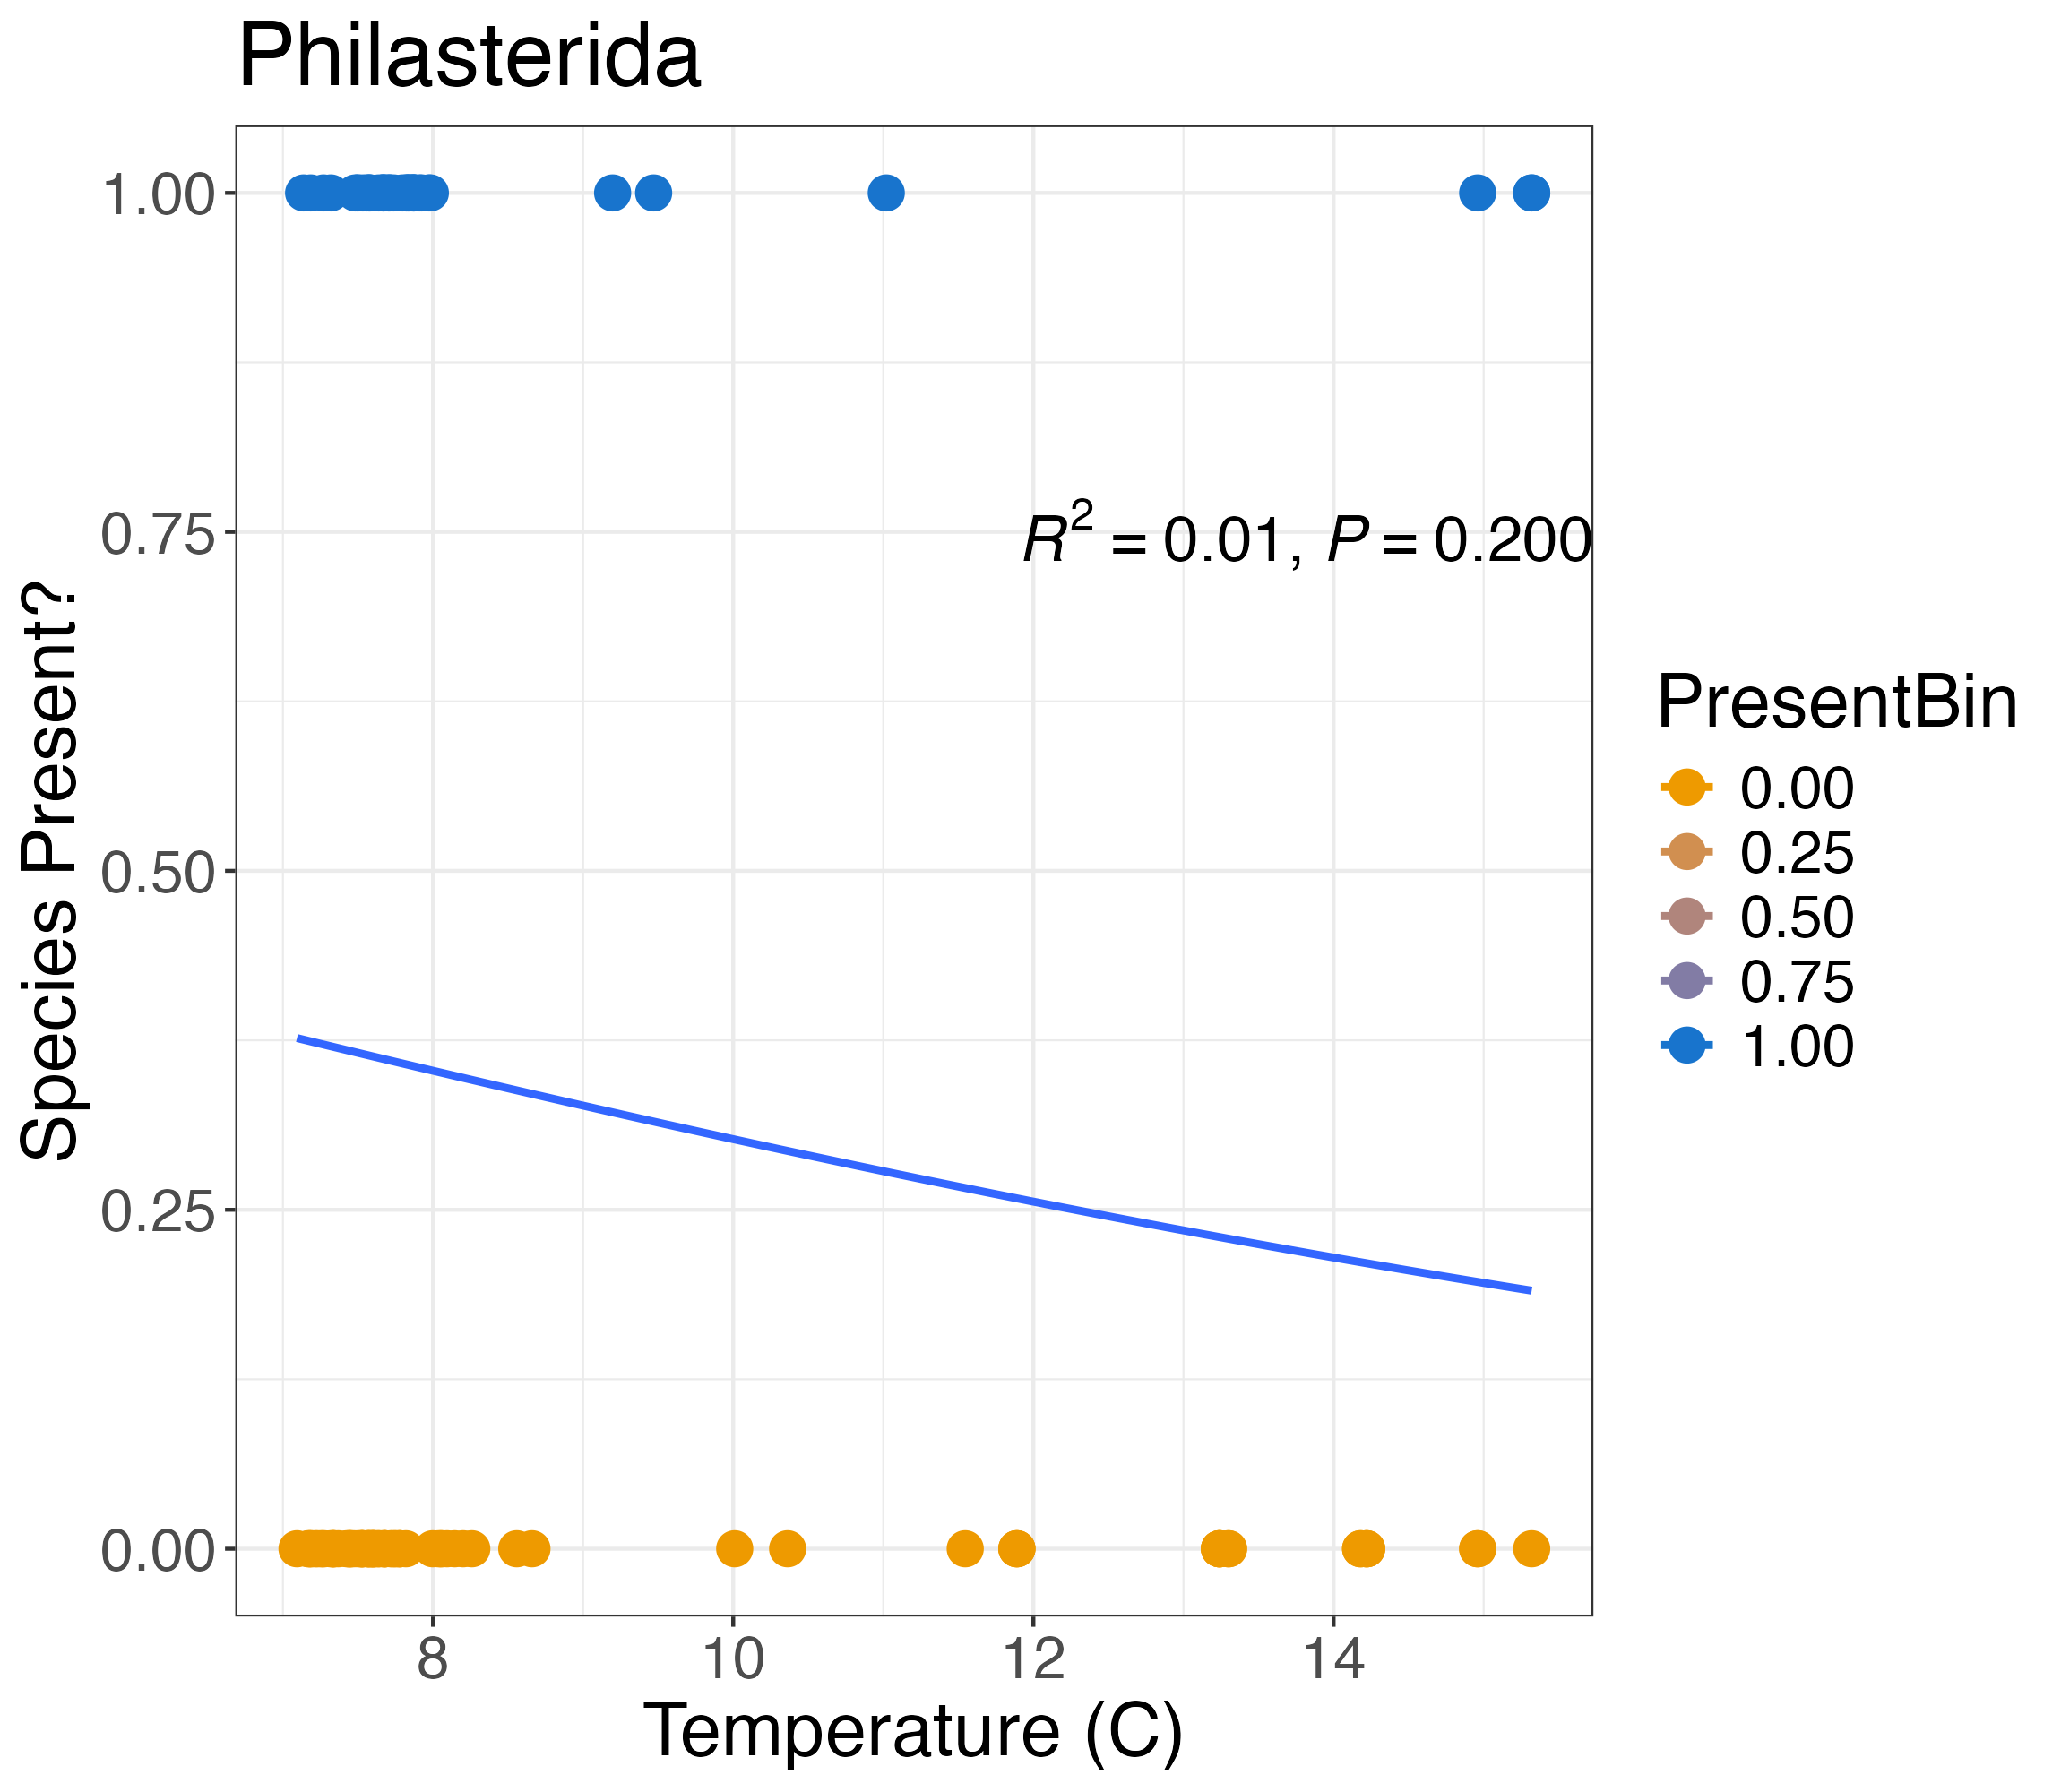 Philasterida
Species Present?
1.00
0.75
0.50
0.25
0.00
R² = 0.01, P = 0.200
8 10 12 14
Temperature (C)
PresentBin
0.00
0.25
0.50
0.75
1.00